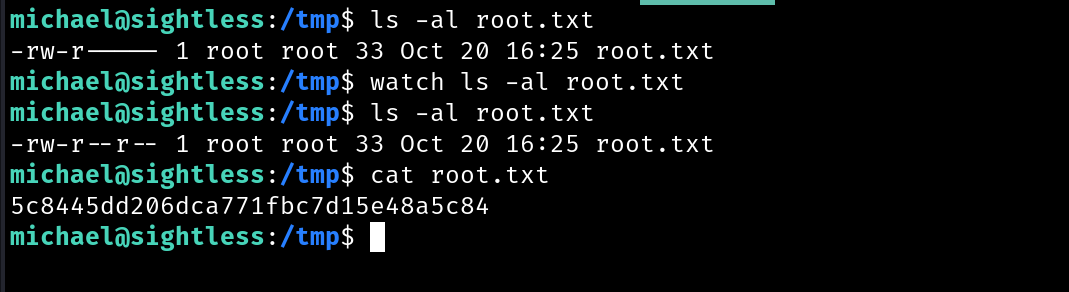 michael@sightless:/tmp$ ls -al root.txt
-rw-r----- 1 root root 33 Oct 20 16:25 root.txt
michael@sightless:/tmp$ watch ls -al root.txt
michael@sightless:/tmp$ ls -al root.txt
-rw-r--r-- 1 root root 33 Oct 20 16:25 root.txt
michael@sightless:/tmp$ cat root.txt
5c8445dd206dca771fbc7d15e48a5c84
michael@sightless:/tmp$